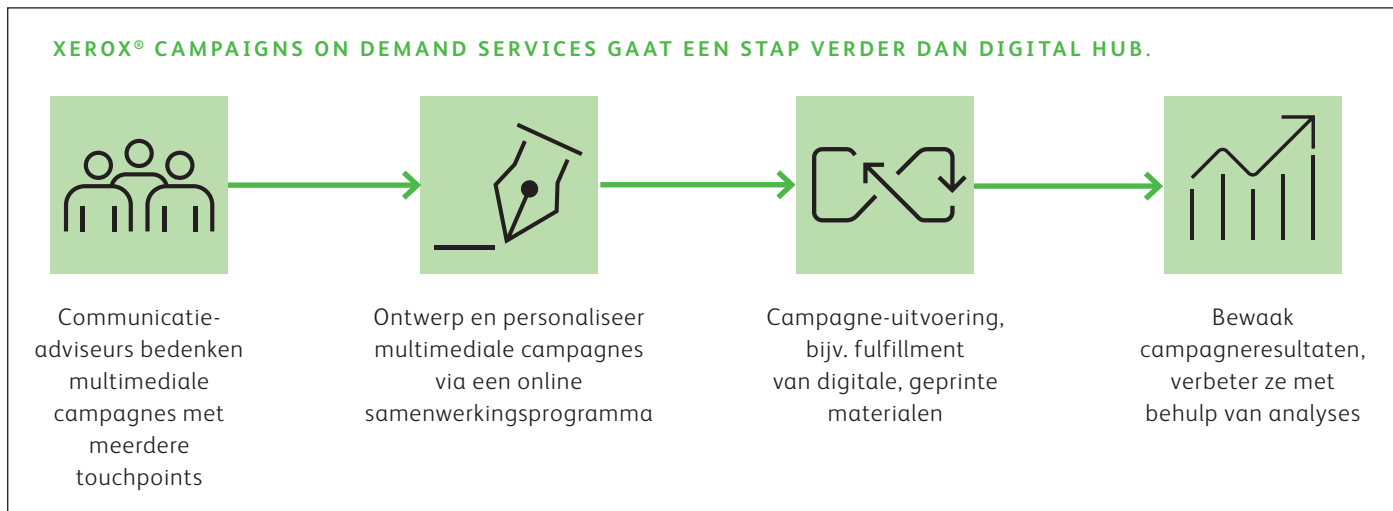 XEROX® CAMPAIGNS ON DEMAND SERVICES GAAT EEN STAP VERDER DAN DIGITAL HUB.
Communicatie-
adviseurs bedenken
multimediale
campagnes met
meerdere
touchpoints
Ontwerp en personaliseer
multimediale campagnes
via een online
samenwerkingsprogramma
Campagne-uitvoering,
bijv. fulfillment
van digitale, geprinte
materialen
Bewaak
campagneresultaten,
verbeter ze met
behulp van analyses